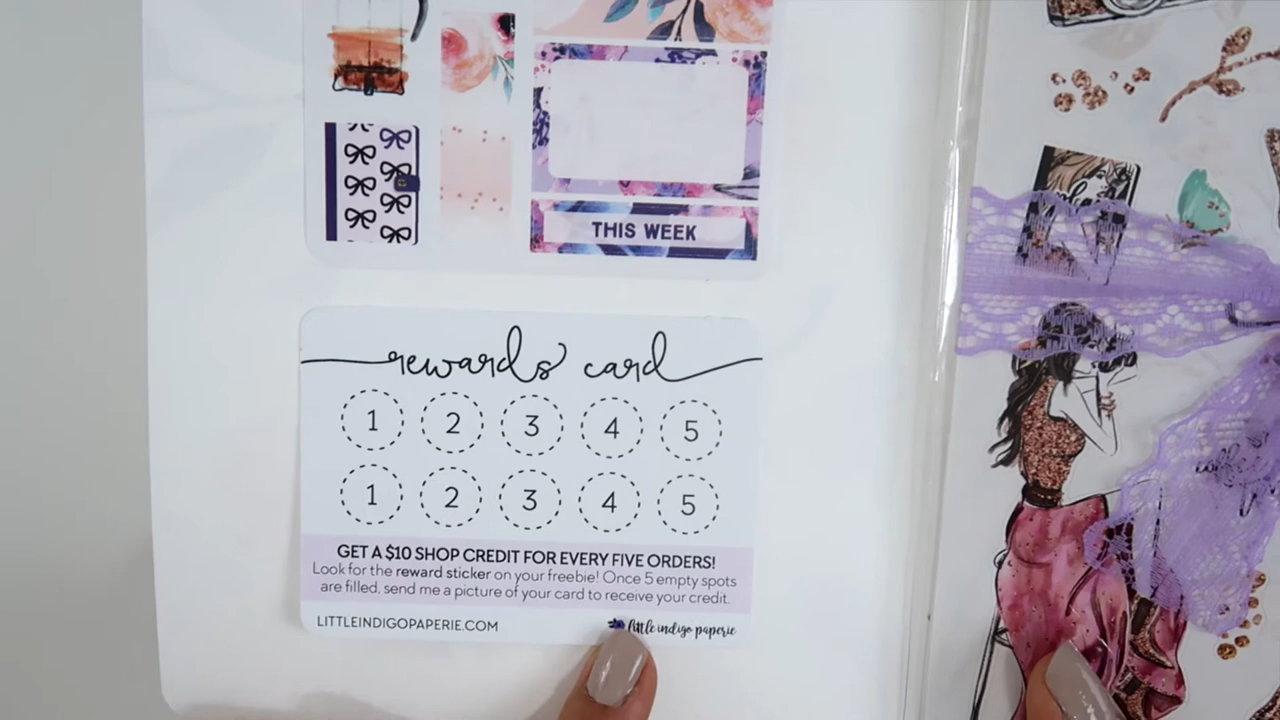 THIS WEEK
rewards card
1 2 3 4 5
1 2 3 4 5
GET A $10 SHOP CREDIT FOR EVERY FIVE ORDERS!
Look for the reward sticker on your freebie! Once 5 empty spots
are filled, send me a picture of your card to receive your credit.
LITTLEINDIGOPAPERIE.COM
little indigo paperie